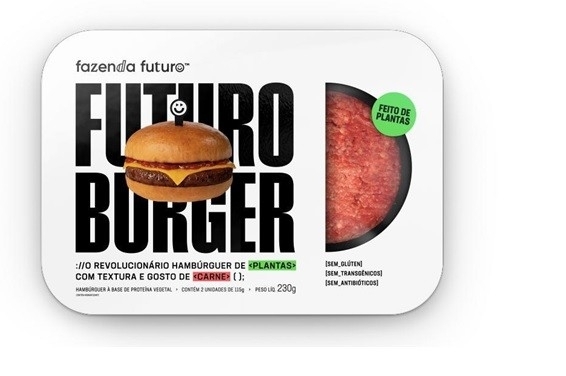 fazenda futuro™
FUTURO
BURGER
FEITO DE
PLANTAS
://O REVOLUCIONÁRIO HAMBÚRGUER DE <PLANTAS>
COM TEXTURA E GOSTO DE <CARNE> ( );
HAMBÚRGUER À BASE DE PROTEÍNA VEGETAL • CONTÉM 2 UNIDADES DE 115g • PESO LÍQ. 230g
[SEM_GLÚTEN]
[SEM_TRANSGÊNICOS]
[SEM_ANTIBIÓTICOS]